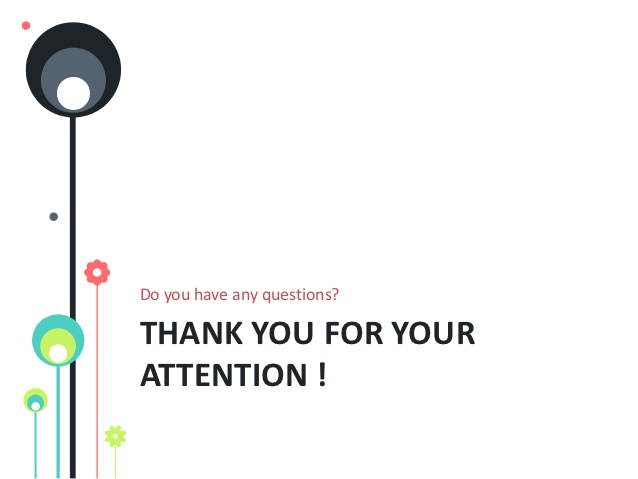 Do you have any questions?
THANK YOU FOR YOUR
ATTENTION !